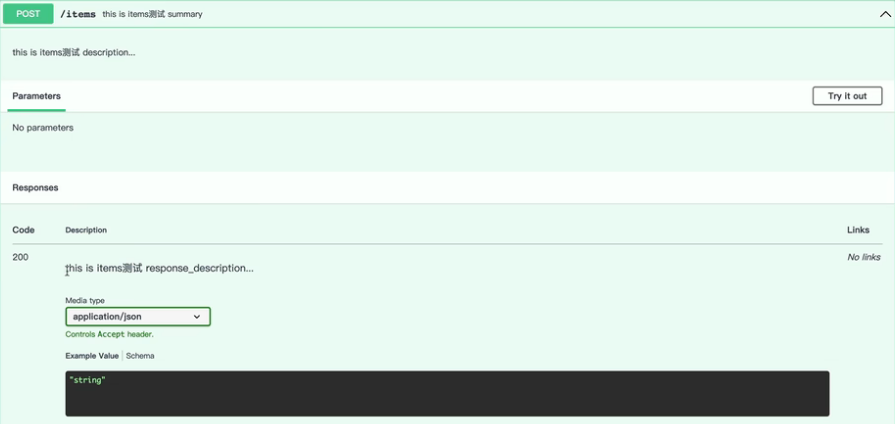 POST /items this is items测试 summary
this is items测试 description...
Parameters Try it out
No parameters
Responses
Code Description Links
200 this is items测试 response_description... No links
Media type
application/json
Controls Accept header.
Example Value Schema
"string"